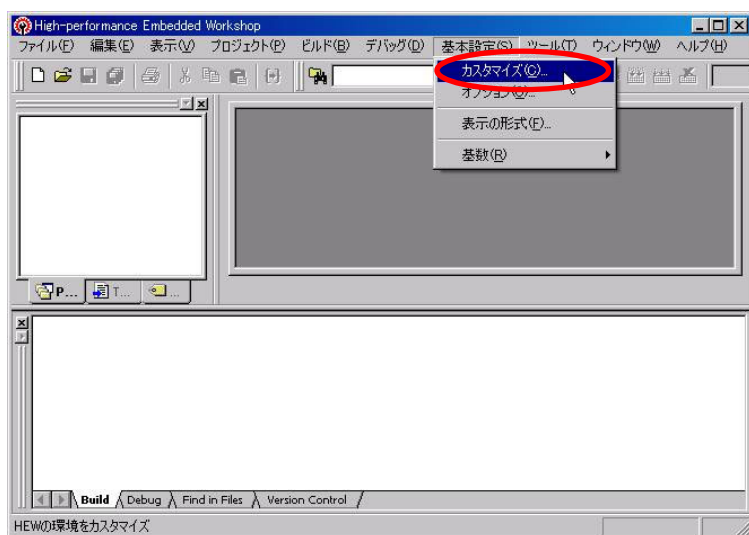 High-performance Embedded Workshop
ファイル(F) 編集(E) 表示(V) プロジェクト(P) ビルド(B) デバッグ(D) 基本設定(S) ツール(T) ウィンドウ(W) ヘルプ(H)
カスタマイズ(C)...
オプション(O)...
表示の形式(F)...
基数(R)
P... T... ...
Build Debug Find in Files Version Control
HEWの環境をカスタマイズ